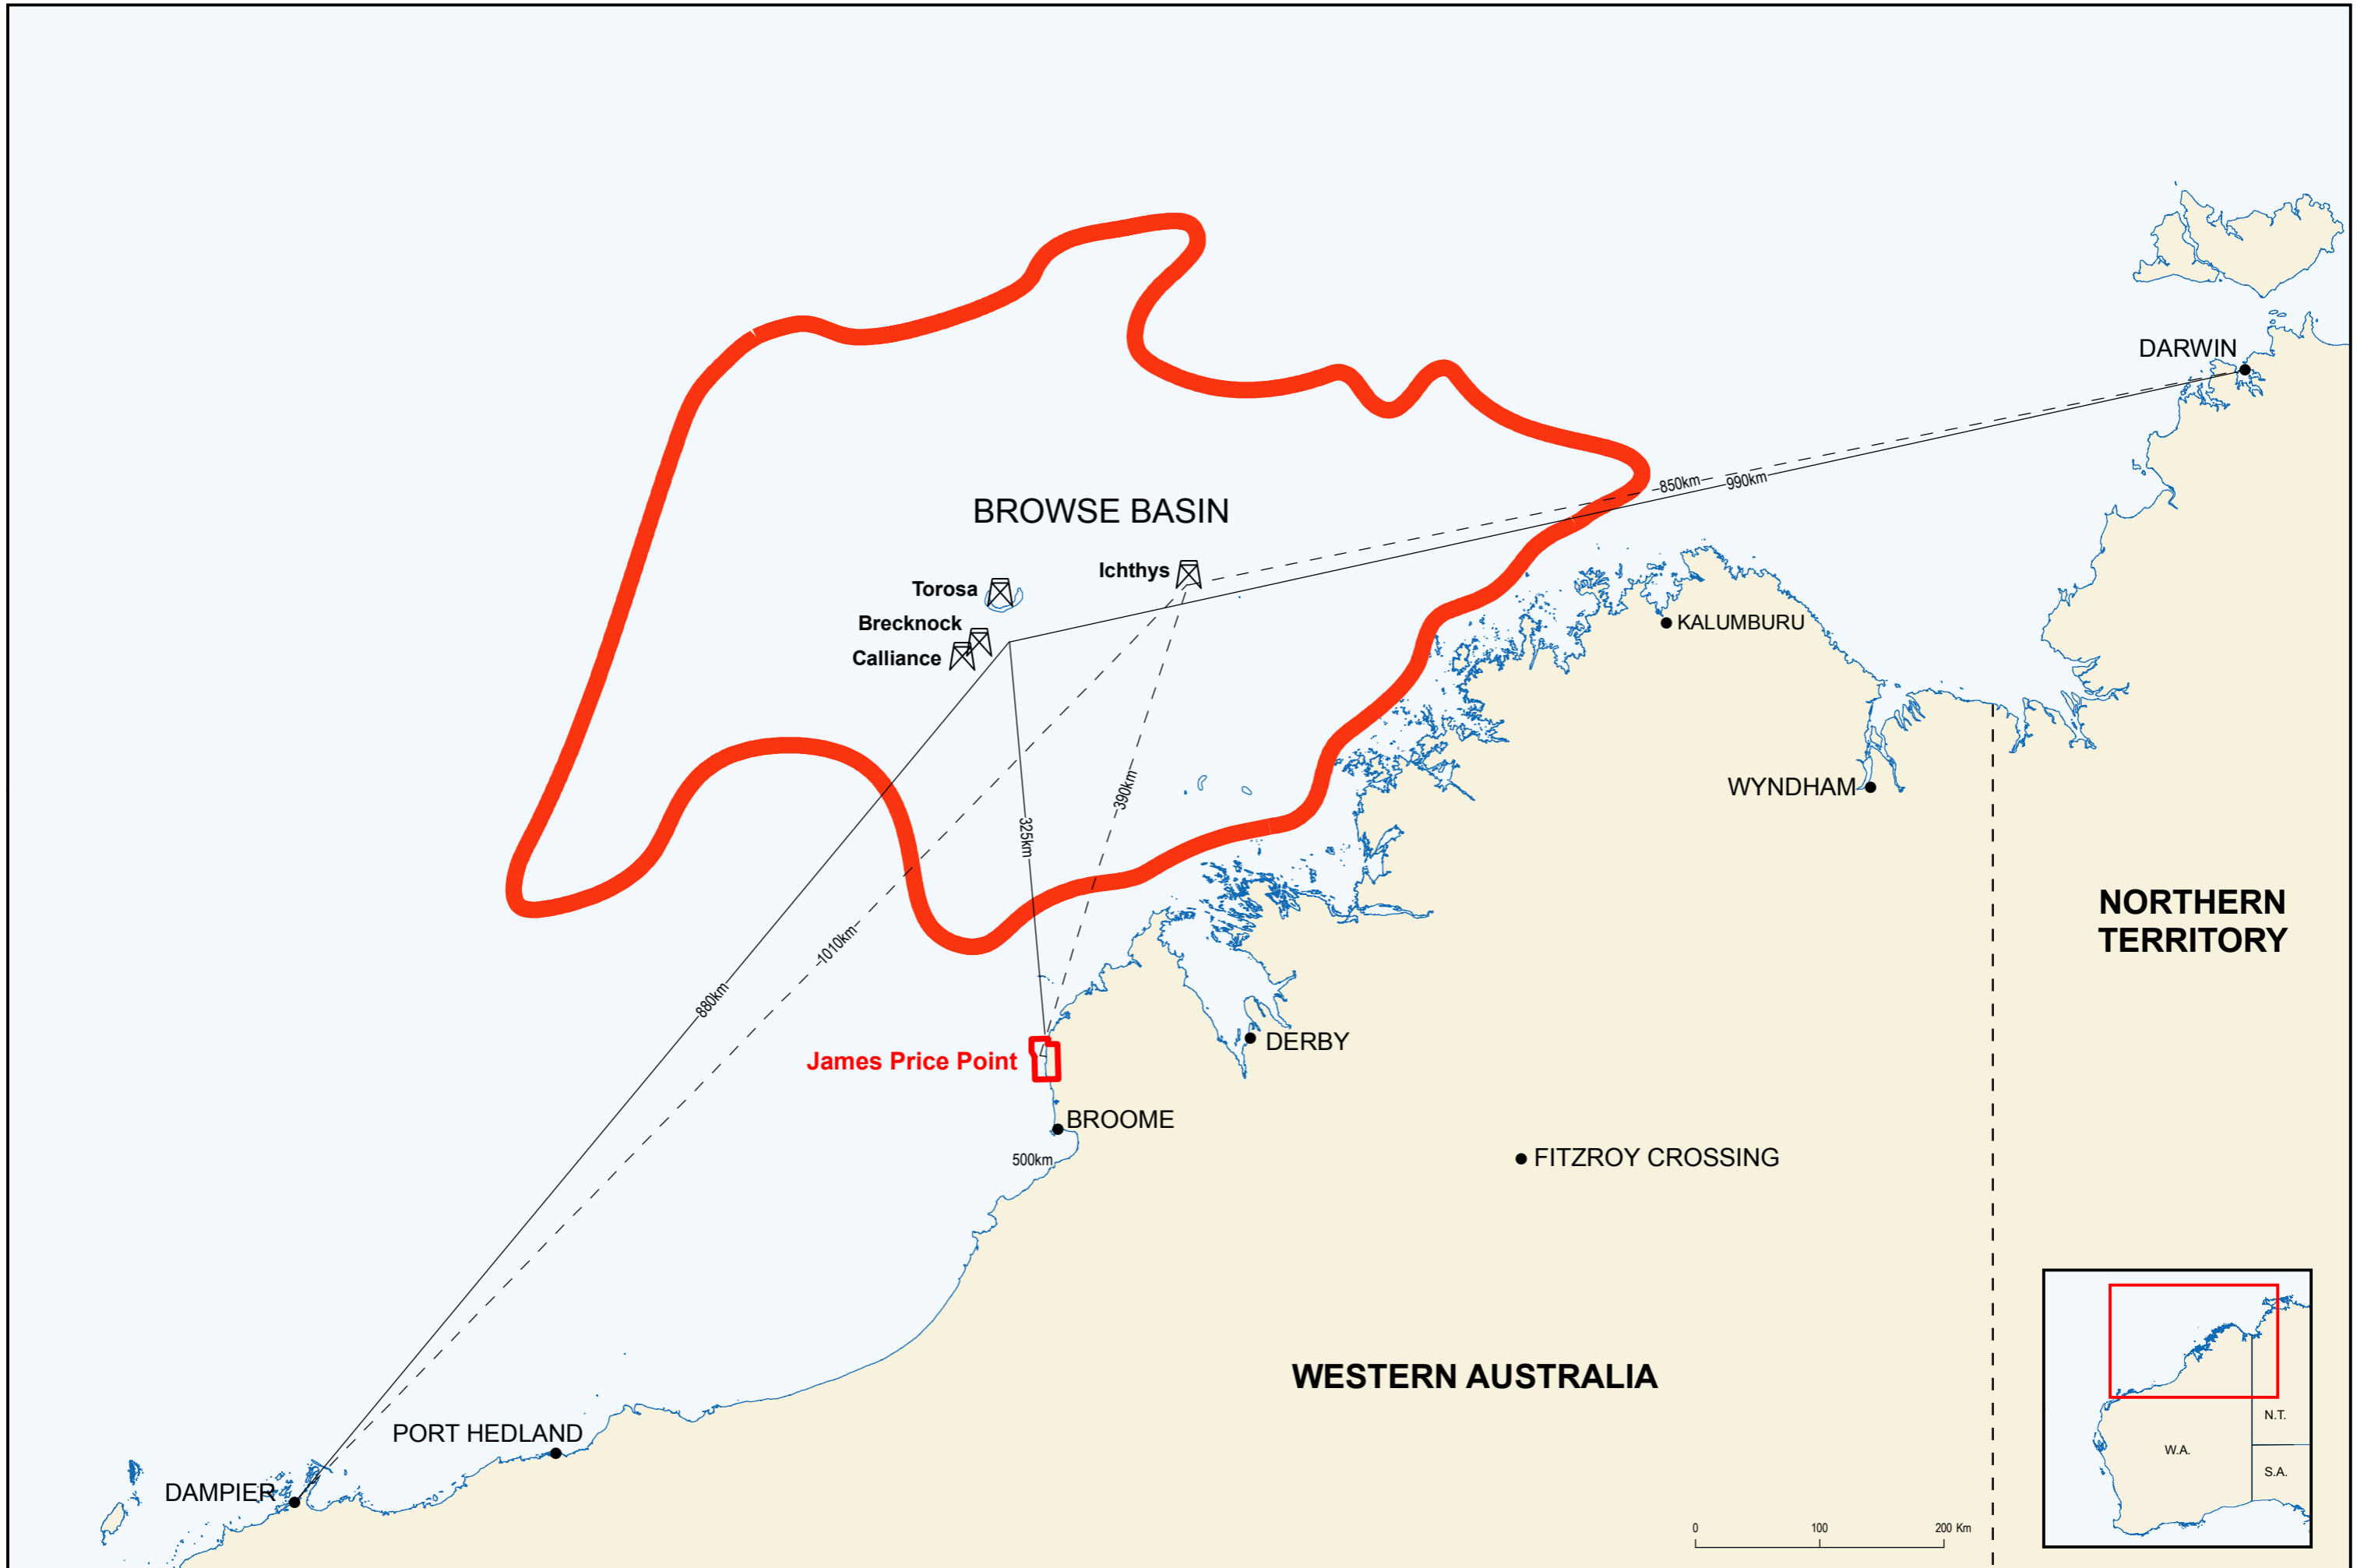 DARWIN
850km
990km
BROWSE BASIN
Ichthys
Torosa
Brecknock
Calliance
KALUMBURU
WYNDHAM
390km
325km
NORTHERN
TERRITORY
1010km
880km
DERBY
James Price Point
BROOME
500km
FITZROY CROSSING
WESTERN AUSTRALIA
PORT HEDLAND
DAMPIER
N.T.
W.A.
S.A.
0 100 200 Km